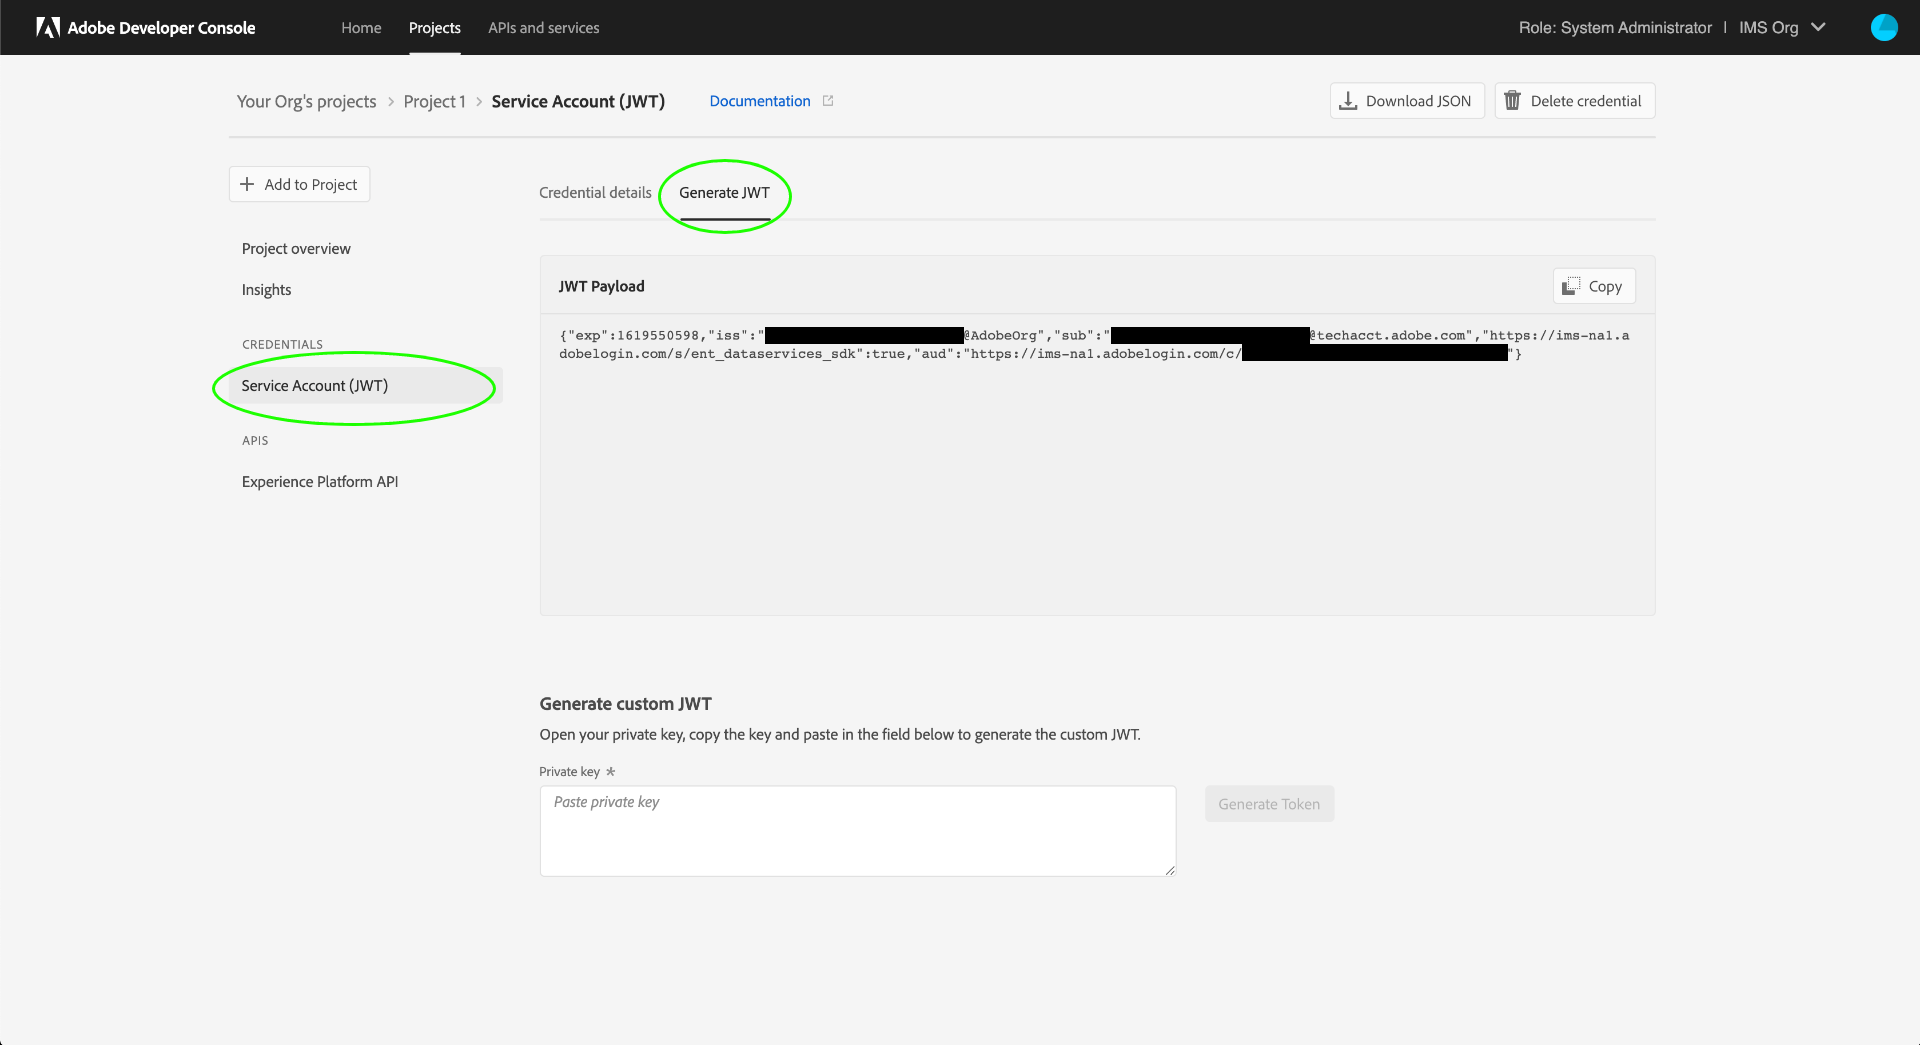 Adobe Developer Console
Home
Projects
APIs and services
Role: System Administrator | IMS Org
Your Org's projects > Project 1 > Service Account (JWT)
Documentation
Download JSON
Delete credential
Add to Project
Credential details
Generate JWT
Project overview
Insights
CREDENTIALS
Service Account (JWT)
APIS
Experience Platform API
JWT Payload
Copy
{"exp":1619550598,"iss":" @AdobeOrg","sub":" @techacct.adobe.com","https://ims-na1.a
dobelogin.com/s/ent_dataservices_sdk":true,"aud":"https://ims-na1.adobelogin.com/c/ "}
Generate custom JWT
Open your private key, copy the key and paste in the field below to generate the custom JWT.
Private key *
Paste private key
Generate Token